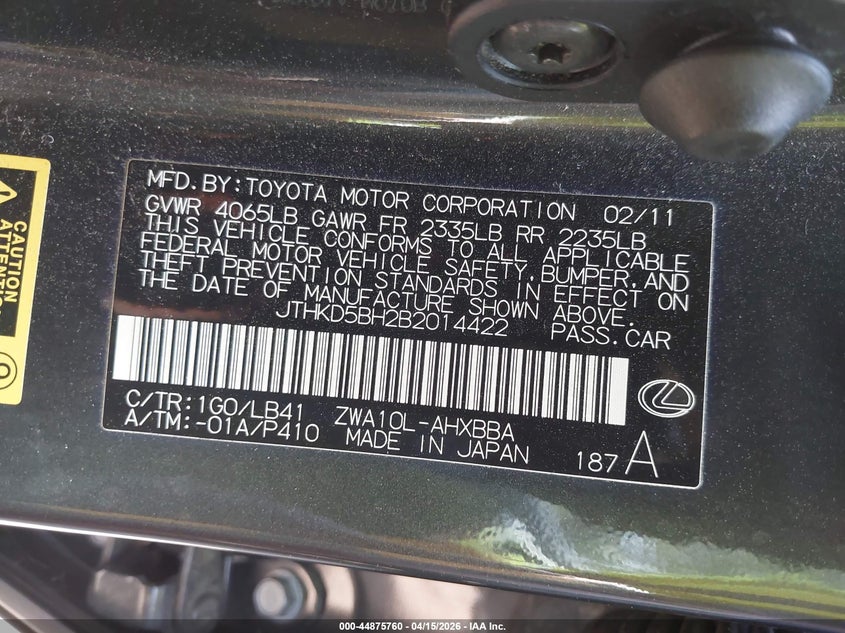 CAUTION
ATTENTION
MFD.BY:TOYOTA MOTOR CORPORATION 02/11
GVWR 4065LB GAWR FR 2335LB RR 2235LB
THIS VEHICLE CONFORMS TO ALL APPLICABLE
FEDERAL MOTOR VEHICLE SAFETY,BUMPER,AND
THEFT PREVENTION STANDARDS IN EFFECT ON
THE DATE OF MANUFACTURE SHOWN ABOVE.
JTHKD5BH2B2014422 PASS.CAR
C/TR:1G0/LB41 ZWA10L-AHXBBA
A/TM:-01A/P410 MADE IN JAPAN 187A
000-44875760 - 04/15/2026 - IAA Inc.